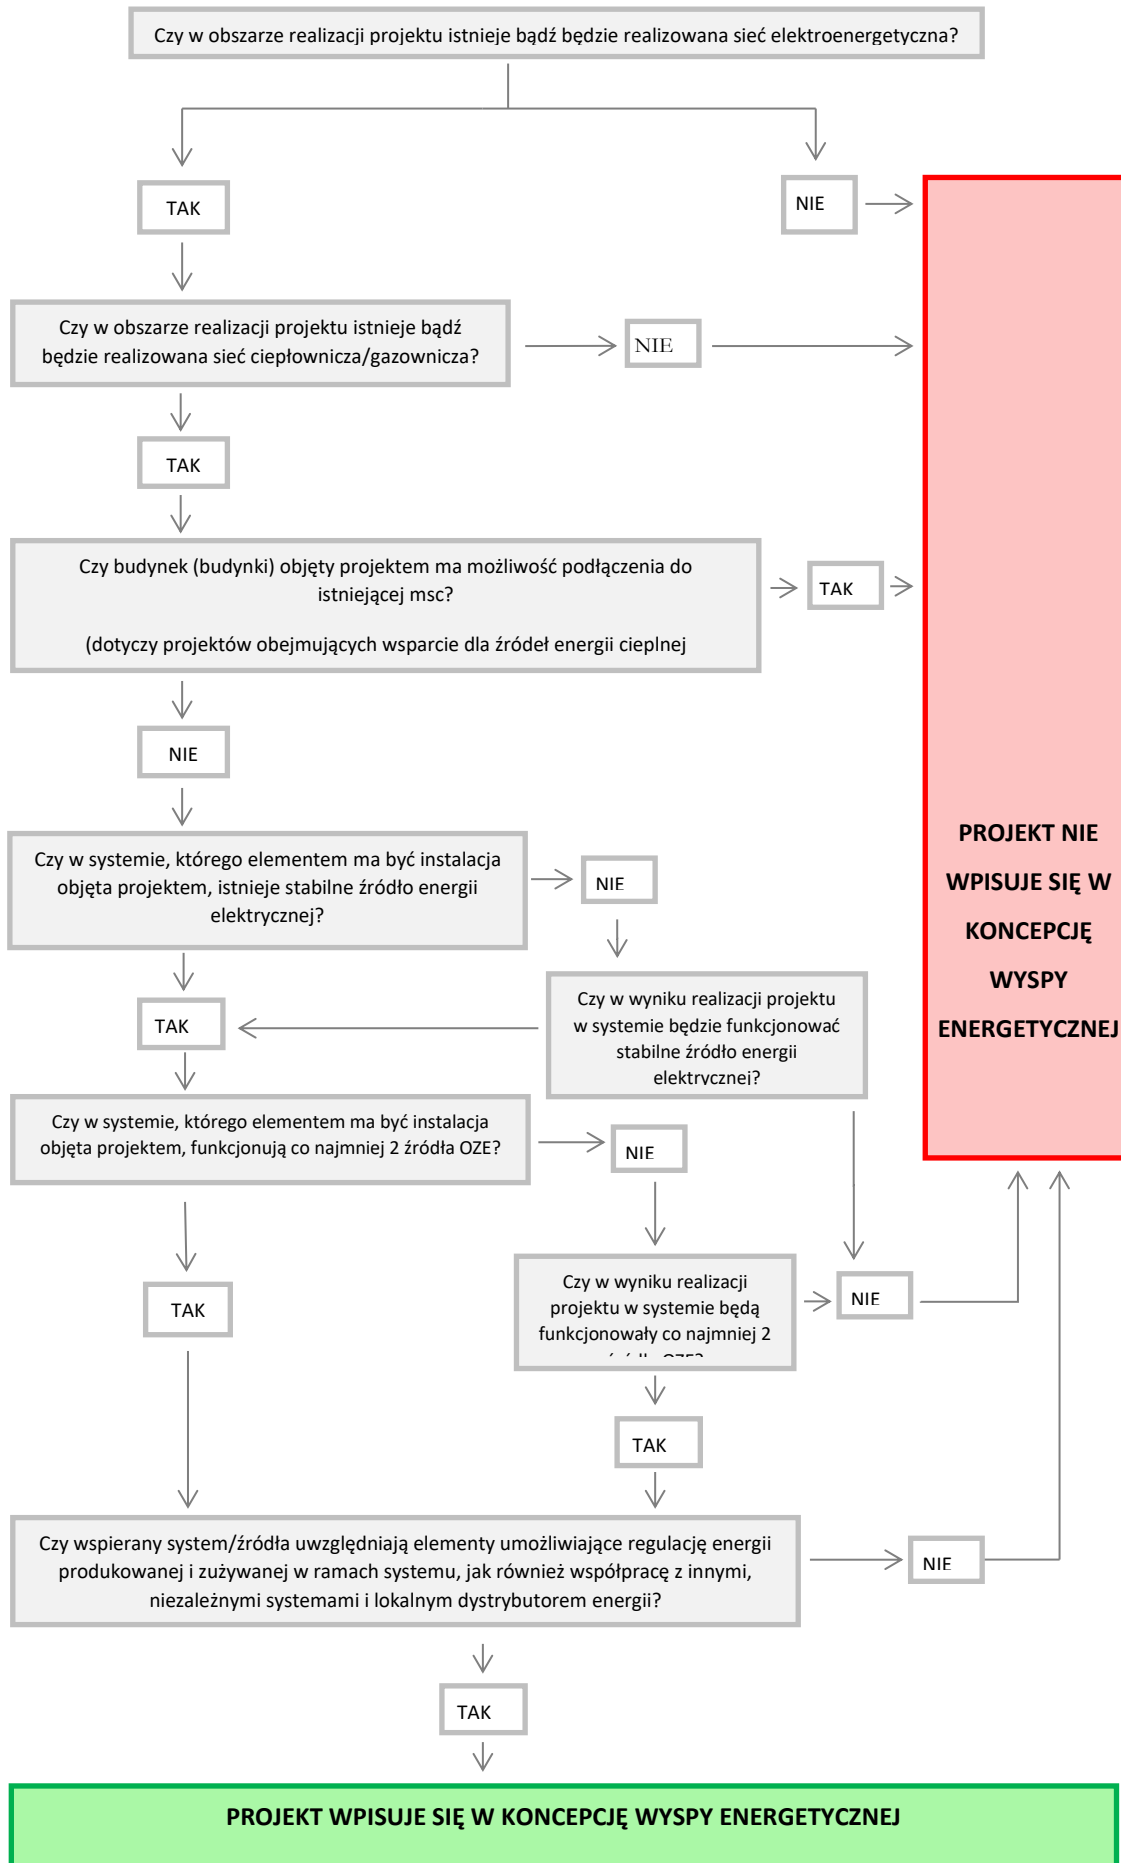 Czy w obszarze realizacji projektu istnieje bądź będzie realizowana sieć elektroenergetyczna?
TAK
NIE
Czy w obszarze realizacji projektu istnieje bądź
będzie realizowana sieć ciepłownicza/gazownicza?
NIE
TAK
Czy budynek (budynki) objęty projektem ma możliwość podłączenia do
istniejącej msc?
(dotyczy projektów obejmujących wsparcie dla źródeł energii cieplnej
TAK
NIE
PROJEKT NIE
WPISUJE SIĘ W
KONCEPCJĘ
WYSPY
ENERGETYCZNEJ
Czy w systemie, którego elementem ma być instalacja
objęta projektem, istnieje stabilne źródło energii
elektrycznej?
NIE
TAK
Czy w wyniku realizacji projektu
w systemie będzie funkcjonować
stabilne źródło energii
elektrycznej?
Czy w systemie, którego elementem ma być instalacja
objęta projektem, funkcjonują co najmniej 2 źródła OZE?
NIE
TAK
Czy w wyniku realizacji
projektu w systemie będą
funkcjonowały co najmniej 2
NIE
TAK
Czy wspierany system/źródła uwzględniają elementy umożliwiające regulację energii
produkowanej i zużywanej w ramach systemu, jak również współpracę z innymi,
niezależnymi systemami i lokalnym dystrybutorem energii?
NIE
TAK
PROJEKT WPISUJE SIĘ W KONCEPCJĘ WYSPY ENERGETYCZNEJ